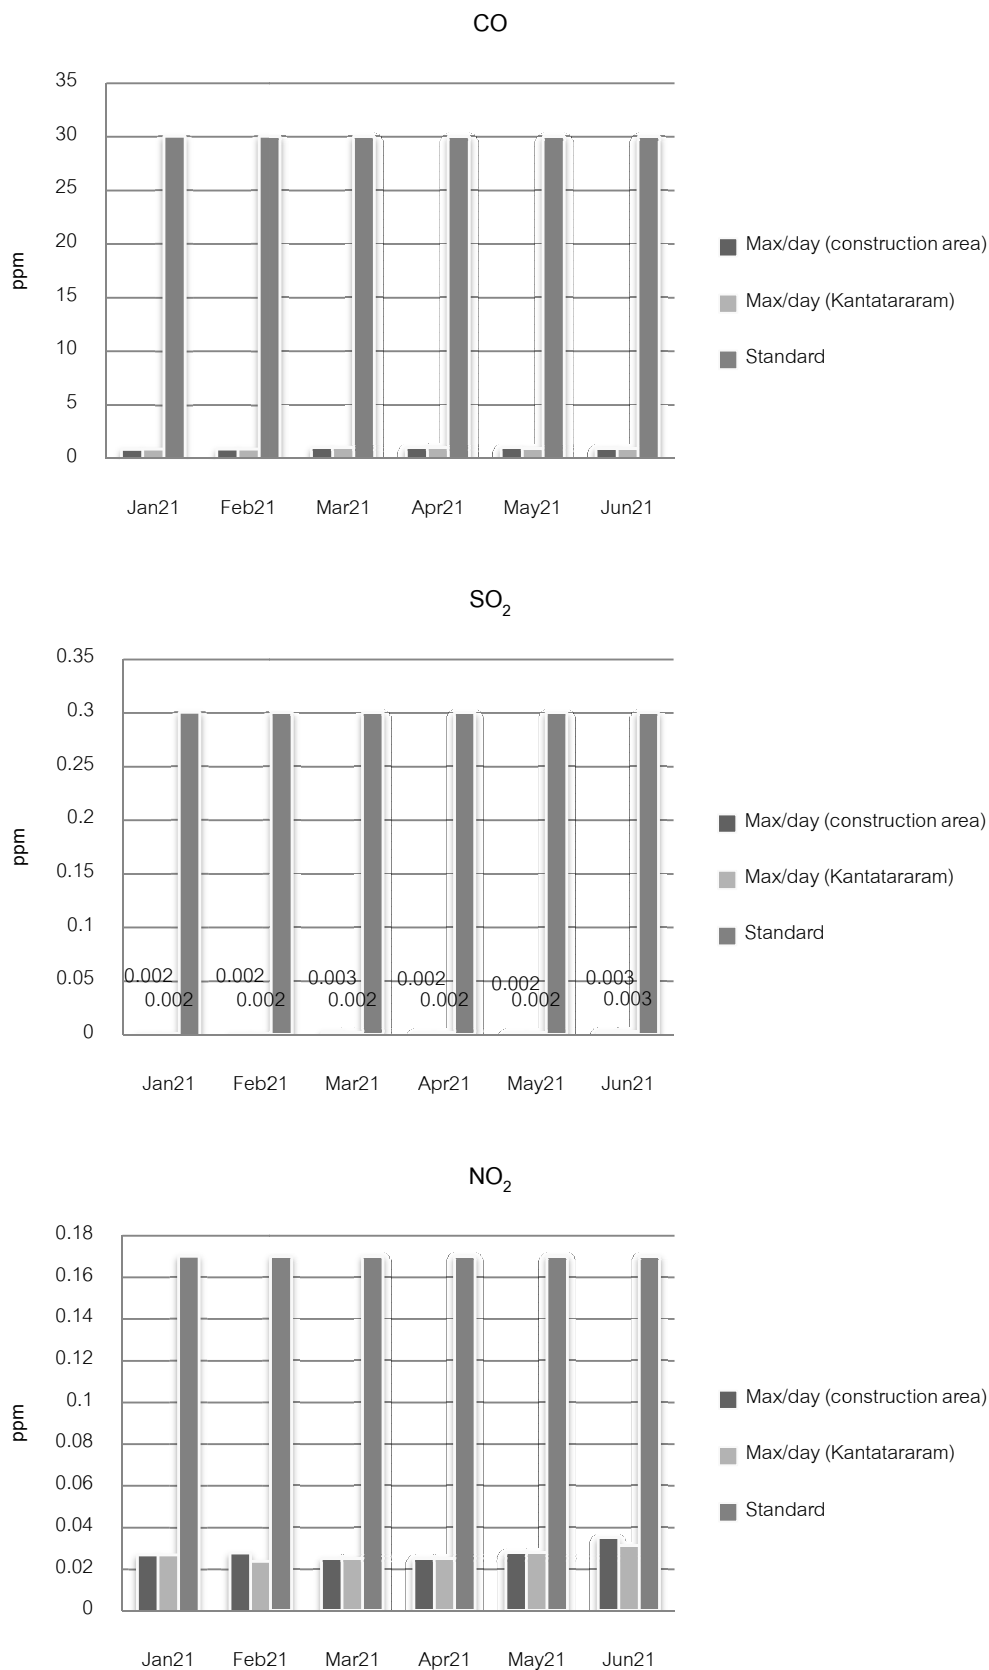 CO
35
30
25
20
15
10
5
0
ppm
Jan21 Feb21 Mar21 Apr21 May21 Jun21
Max/day (construction area)
Max/day (Kantatararam)
Standard
SO2
0.35
0.3
0.25
0.2
0.15
0.1
0.05
0
ppm
0.002 0.002 0.003 0.002 0.002 0.003
0.002 0.002 0.002 0.002 0.002 0.003
Jan21 Feb21 Mar21 Apr21 May21 Jun21
Max/day (construction area)
Max/day (Kantatararam)
Standard
NO2
0.18
0.16
0.14
0.12
0.1
0.08
0.06
0.04
0.02
0
ppm
Jan21 Feb21 Mar21 Apr21 May21 Jun21
Max/day (construction area)
Max/day (Kantatararam)
Standard